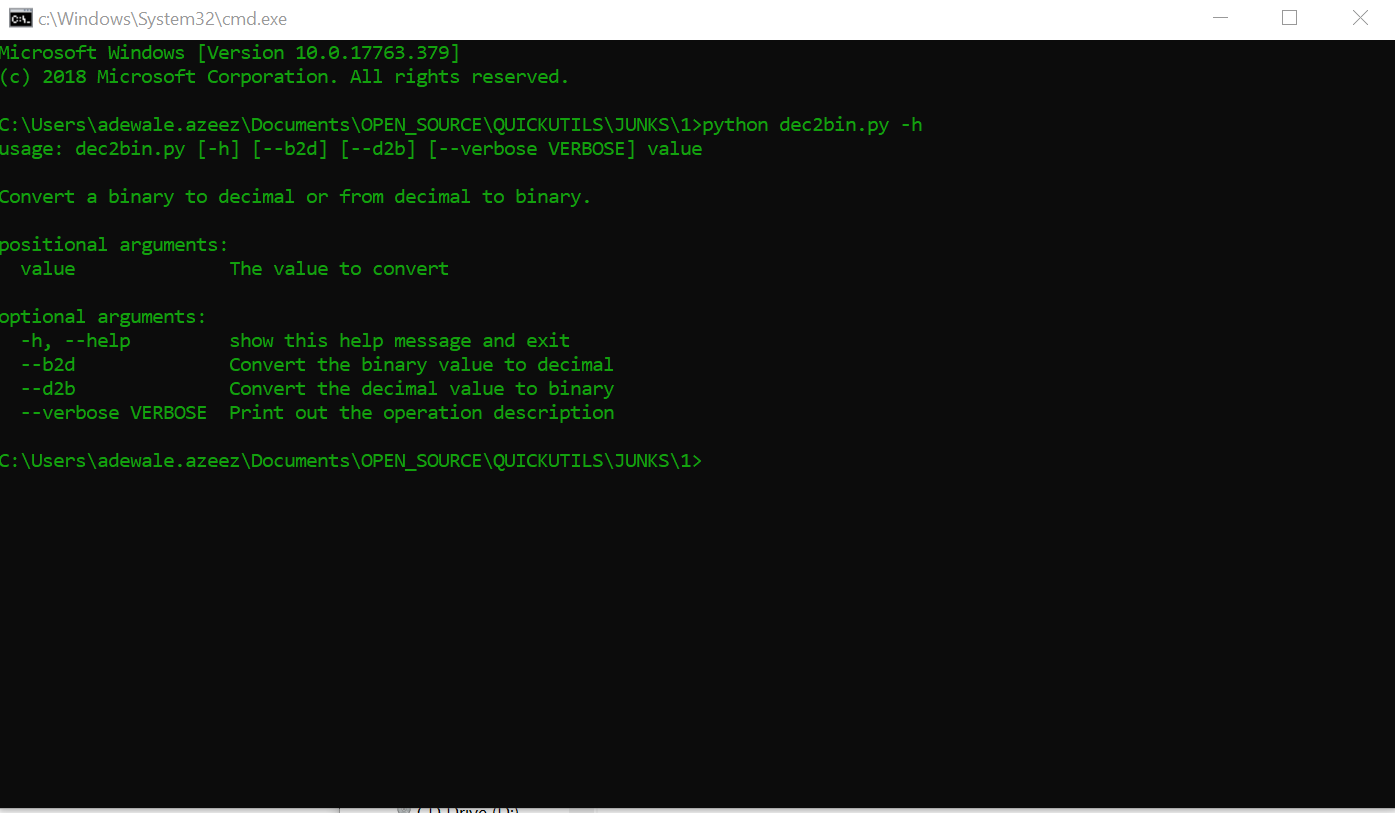 c:\Windows\System32\cmd.exe
Microsoft Windows [Version 10.0.17763.379]
(c) 2018 Microsoft Corporation. All rights reserved.
C:\Users\adewale.azeez\Documents\OPEN_SOURCE\QUICKUTILS\JUNKS\1>python dec2bin.py -h
usage: dec2bin.py [-h] [--b2d] [--d2b] [--verbose VERBOSE] value
Convert a binary to decimal or from decimal to binary.
positional arguments:
  value              The value to convert
optional arguments:
  -h, --help         show this help message and exit
  --b2d              Convert the binary value to decimal
  --d2b              Convert the decimal value to binary
  --verbose VERBOSE  Print out the operation description
C:\Users\adewale.azeez\Documents\OPEN_SOURCE\QUICKUTILS\JUNKS\1>